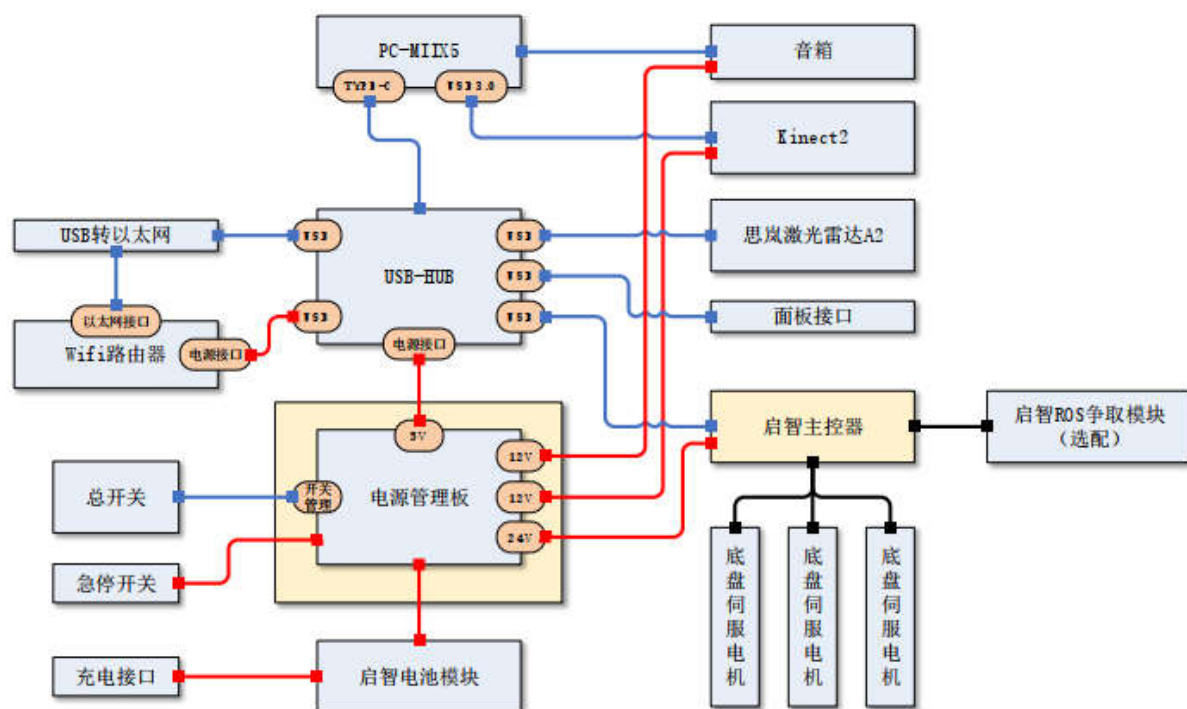 PC-MIIX5
TYPE-C
USB3.0
音箱
Kinect2
USB转以太网
USB
USB
思岚激光雷达A2
USB-HUB
USB
面板接口
以太网接口
USB
USB
Wifi路由器
电源接口
电源接口
启智主控器
启智ROS争取模块
（选配）
5V
12V
总开关
开关
管理
电源管理板
12V
24V
急停开关
底盘伺服电机
底盘伺服电机
底盘伺服电机
充电接口
启智电池模块